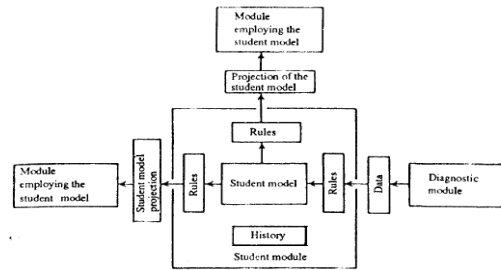 Module
employing the
student model
Projection of the
student model
Rules
Module
employing the
student model
Student model
projection
Rules
Student model
Rules
Data
Diagnostic
module
History
Student module